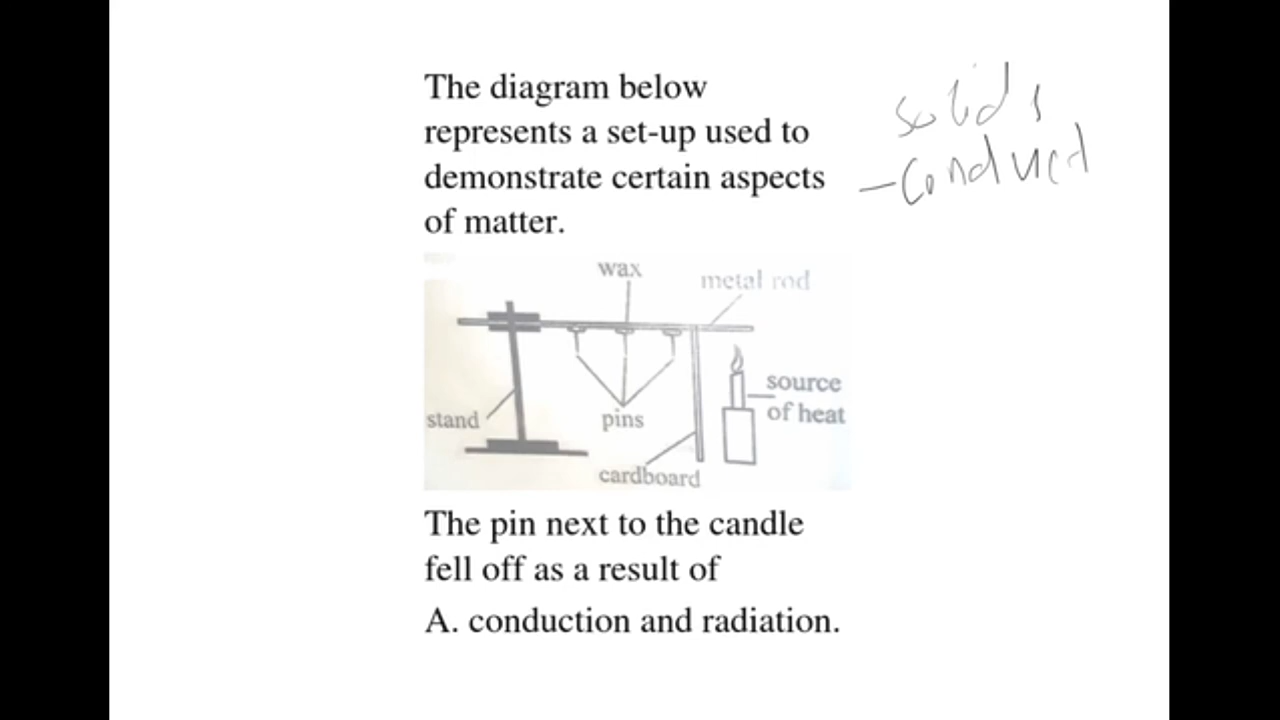 The diagram below
represents a set-up used to
demonstrate certain aspects
of matter.
solids
wax
metal rod
source
of heat
stand
pins
cardboard
The pin next to the candle
fell off as a result of
A. conduction and radiation.